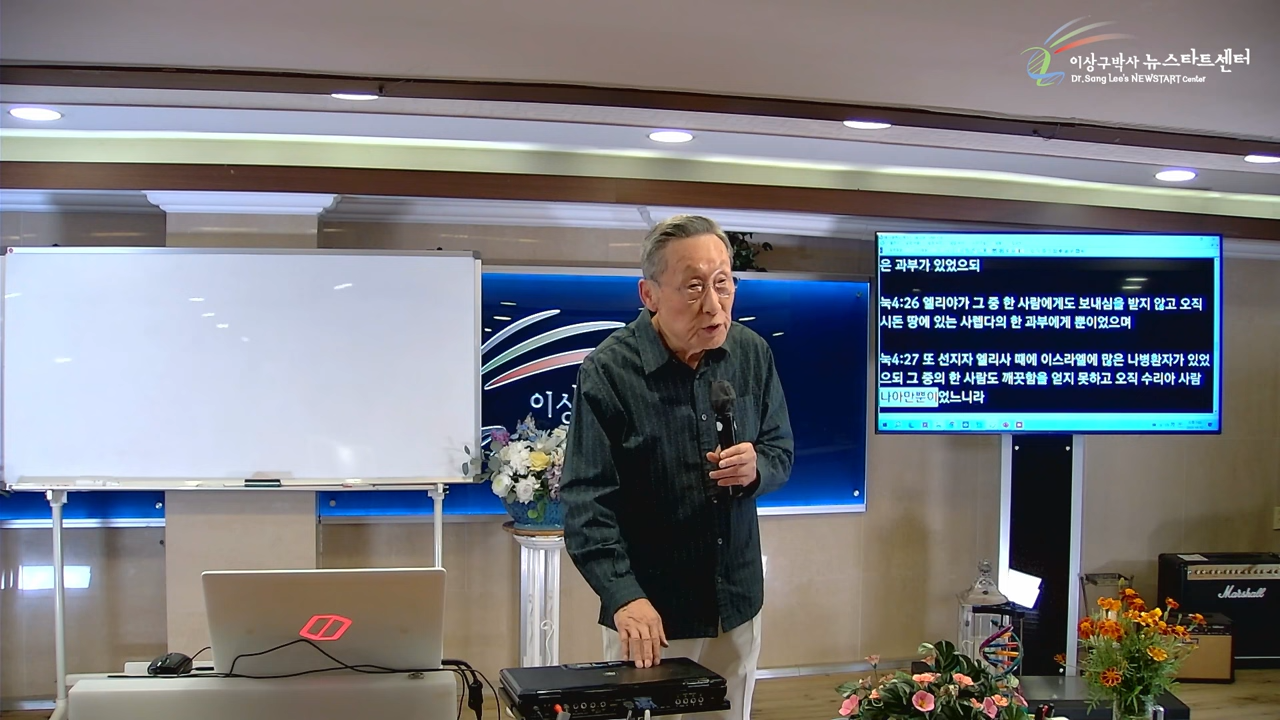 이상구박사 뉴스타트센터
Dr. Sang Lee's NEWSTART Center
은 과부가 있었으되
눅4:26 엘리야가 그 중 한 사람에게도 보내심을 받지 않고 오직
시돈 땅에 있는 사렙다의 한 과부에게 뿐이었으며
눅4:27 또 선지자 엘리사 때에 이스라엘에 많은 나병환자가 있었
으되 그 중의 한 사람도 깨끗함을 얻지 못하고 오직 수리아 사람
나아만뿐이었느니라
이상
Marshall